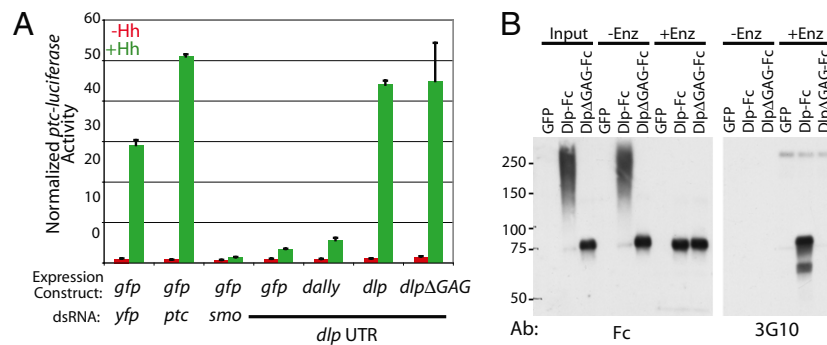 A
-Hh
+Hh
Normalized ptc-luciferase
Activity
60
50
40
30
20
10
0
Expression
Construct:
gfp gfp gfp gfp dally dlp dlpΔGAG
dsRNA: yfp ptc smo
dlp UTR
B
Input -Enz +Enz -Enz +Enz
GFP Dlp-Fc DlpΔGAG-Fc GFP Dlp-Fc DlpΔGAG-Fc GFP Dlp-Fc DlpΔGAG-Fc GFP Dlp-Fc DlpΔGAG-Fc GFP Dlp-Fc DlpΔGAG-Fc
250
150
100
75
50
Ab: Fc 3G10